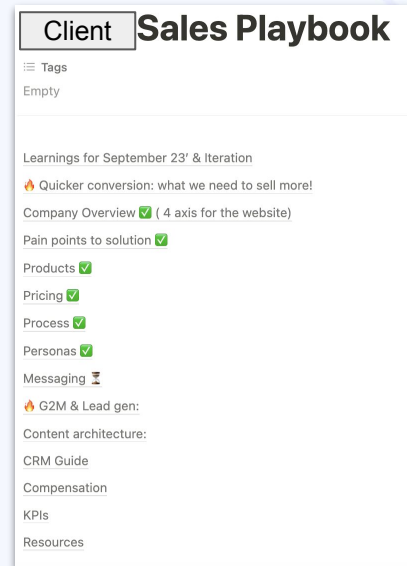 Client Sales Playbook
Tags
Empty
Learnings for September 23’ & Iteration
🔥 Quicker conversion: what we need to sell more!
Company Overview ✅ ( 4 axis for the website)
Pain points to solution ✅
Products ✅
Pricing ✅
Process ✅
Personas ✅
Messaging ⏳
🔥 G2M & Lead gen:
Content architecture:
CRM Guide
Compensation
KPIs
Resources